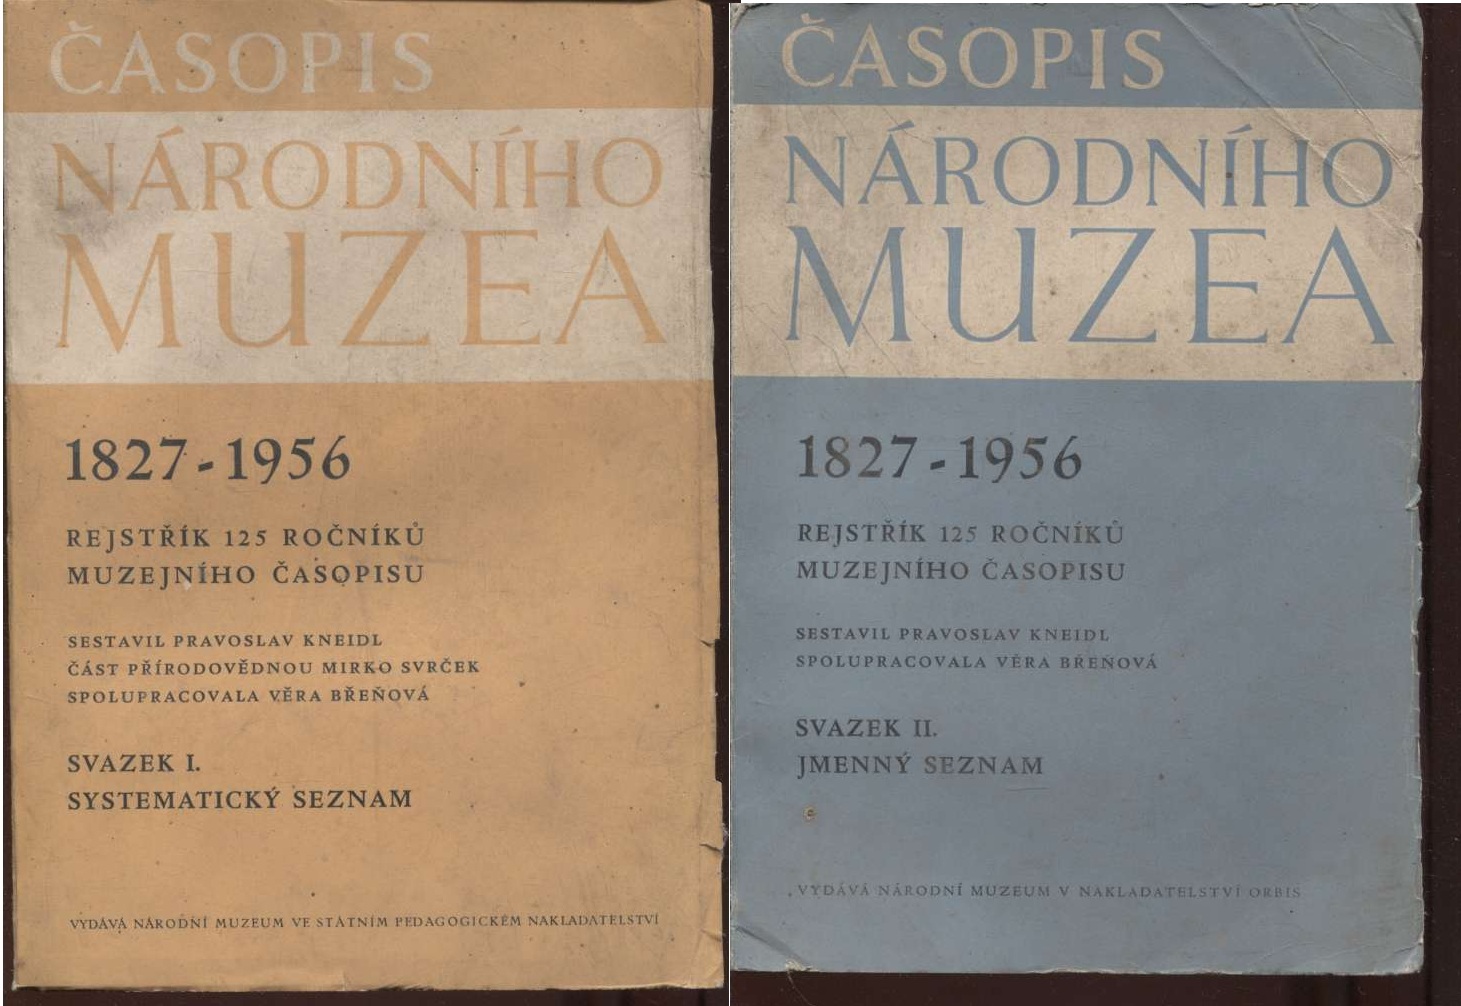 ČASOPIS
NÁRODNÍHO
MUZEA
1827-1956
REJSTŘÍK 125 ROČNÍKŮ
MUZEJNÍHO ČASOPISU
SESTAVIL PRAVOSLAV KNEIDL
ČÁST PŘÍRODOVĚDNOU MIRKO SVRČEK
SPOLUPRACOVALA VĚRA BŘEŇOVÁ
SVAZEK I.
SYSTEMATICKÝ SEZNAM
VYDÁVÁ NÁRODNÍ MUZEUM VE STÁTNÍM PEDAGOGICKÉM NAKLADATELSTVÍ
ČASOPIS
NÁRODNÍHO
MUZEA
1827-1956
REJSTŘÍK 125 ROČNÍKŮ
MUZEJNÍHO ČASOPISU
SESTAVIL PRAVOSLAV KNEIDL
SPOLUPRACOVALA VĚRA BŘEŇOVÁ
SVAZEK II.
JMENNÝ SEZNAM
VYDÁVÁ NÁRODNÍ MUZEUM V NAKLADATELSTVÍ ORBIS